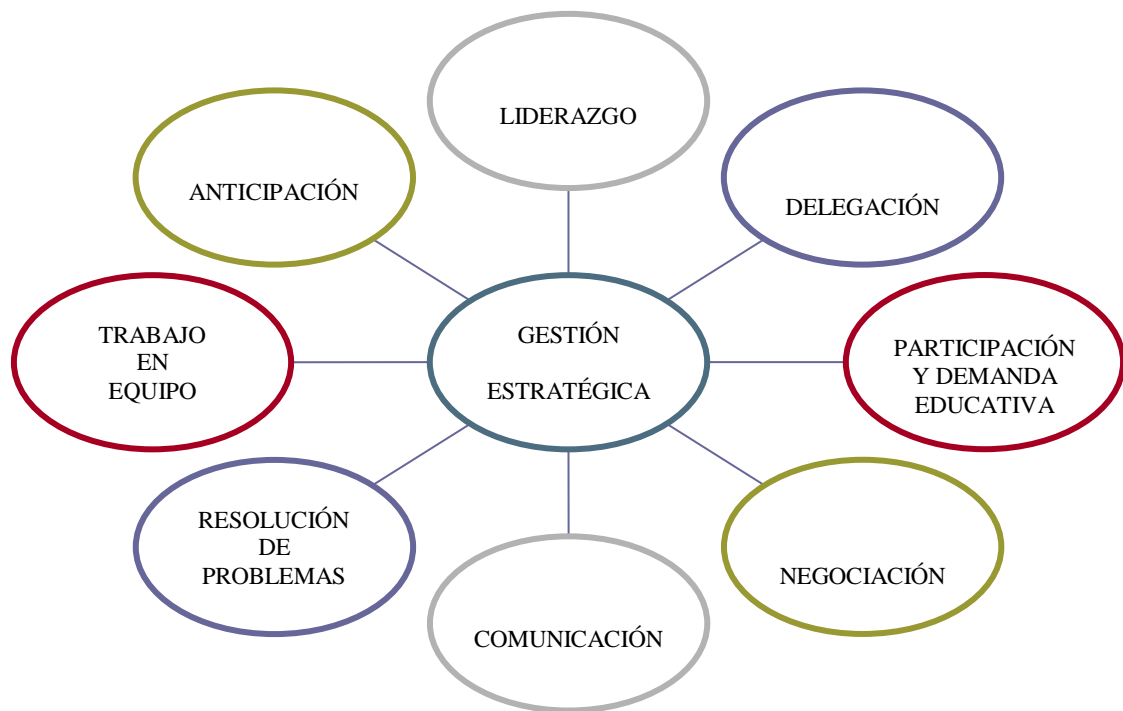 LIDERAZGO
ANTICIPACIÓN
DELEGACIÓN
TRABAJO
EN
EQUIPO
GESTIÓN
ESTRATÉGICA
PARTICIPACIÓN
Y DEMANDA
EDUCATIVA
RESOLUCIÓN
DE
PROBLEMAS
NEGOCIACIÓN
COMUNICACIÓN